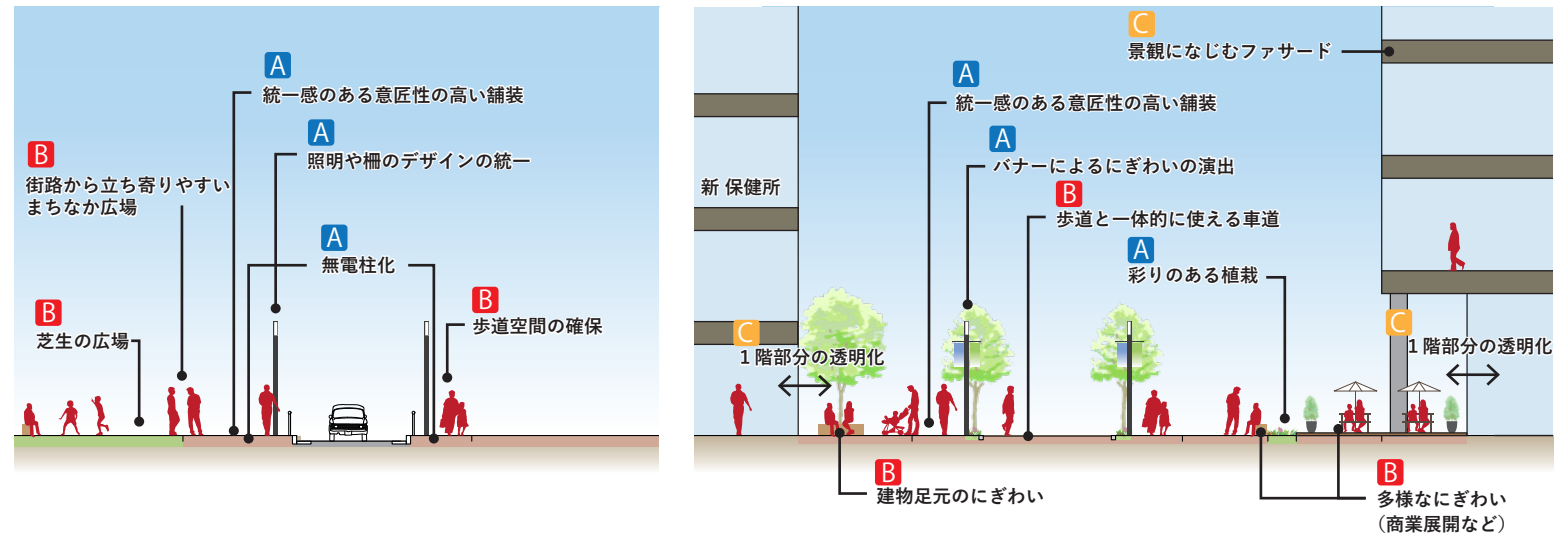 A
統一感のある意匠性の高い舗装
A
照明や柵のデザインの統一
B
街路から立ち寄りやすい
まちなか広場
A
無電柱化
B
芝生の広場
B
歩道空間の確保
C
景観になじむファサード
A
統一感のある意匠性の高い舗装
A
バナーによるにぎわいの演出
新 保健所
B
歩道と一体的に使える車道
A
彩りのある植栽
C
1階部分の透明化
C
1階部分の透明化
B
建物足元のにぎわい
B
多様なにぎわい
（商業展開など）